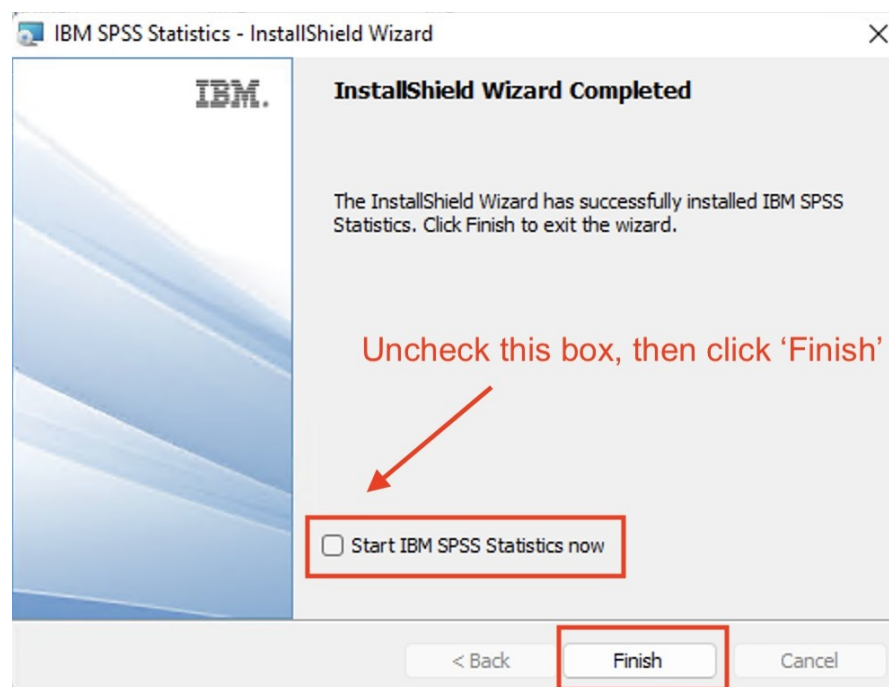 IBM SPSS Statistics - InstallShield Wizard
IBM.
InstallShield Wizard Completed
The InstallShield Wizard has successfully installed IBM SPSS
Statistics. Click Finish to exit the wizard.
Uncheck this box, then click ‘Finish’
Start IBM SPSS Statistics now
< Back Finish Cancel